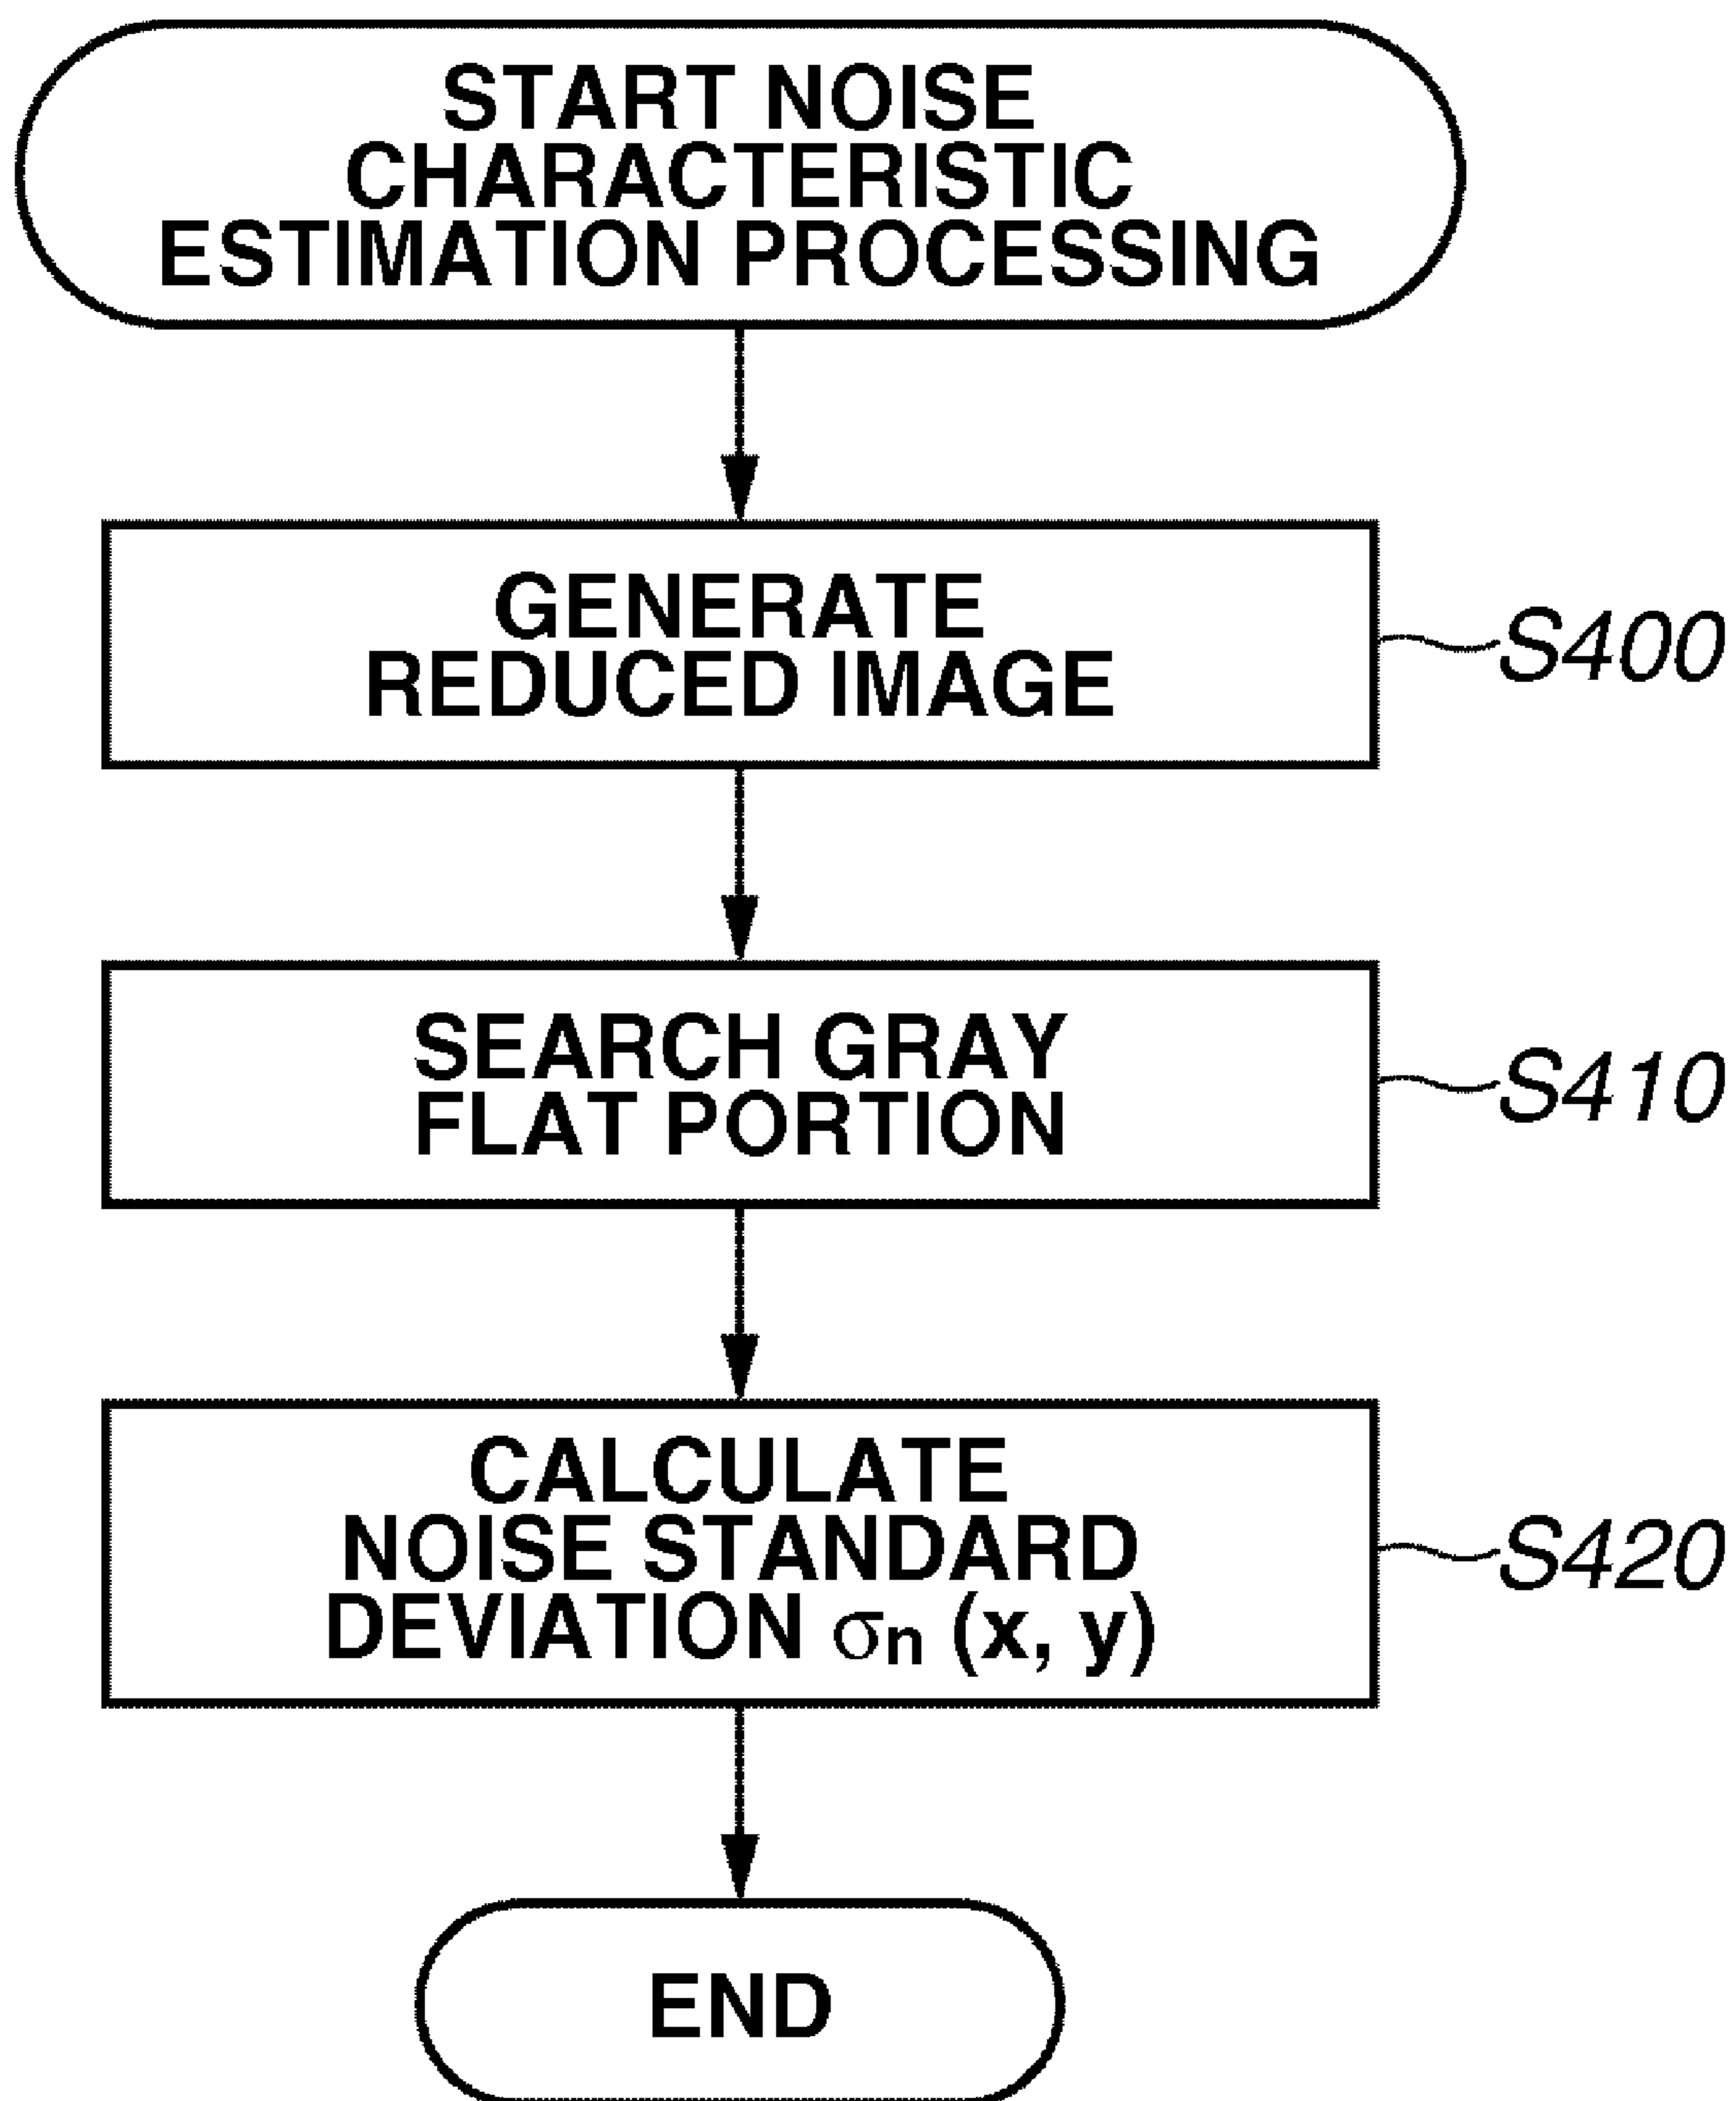 START NOISE
CHARACTERISTIC
ESTIMATION PROCESSING
GENERATE
REDUCED IMAGE
S400
SEARCH GRAY
FLAT PORTION
S410
CALCULATE
NOISE STANDARD
DEVIATION σn (x, y)
S420
END